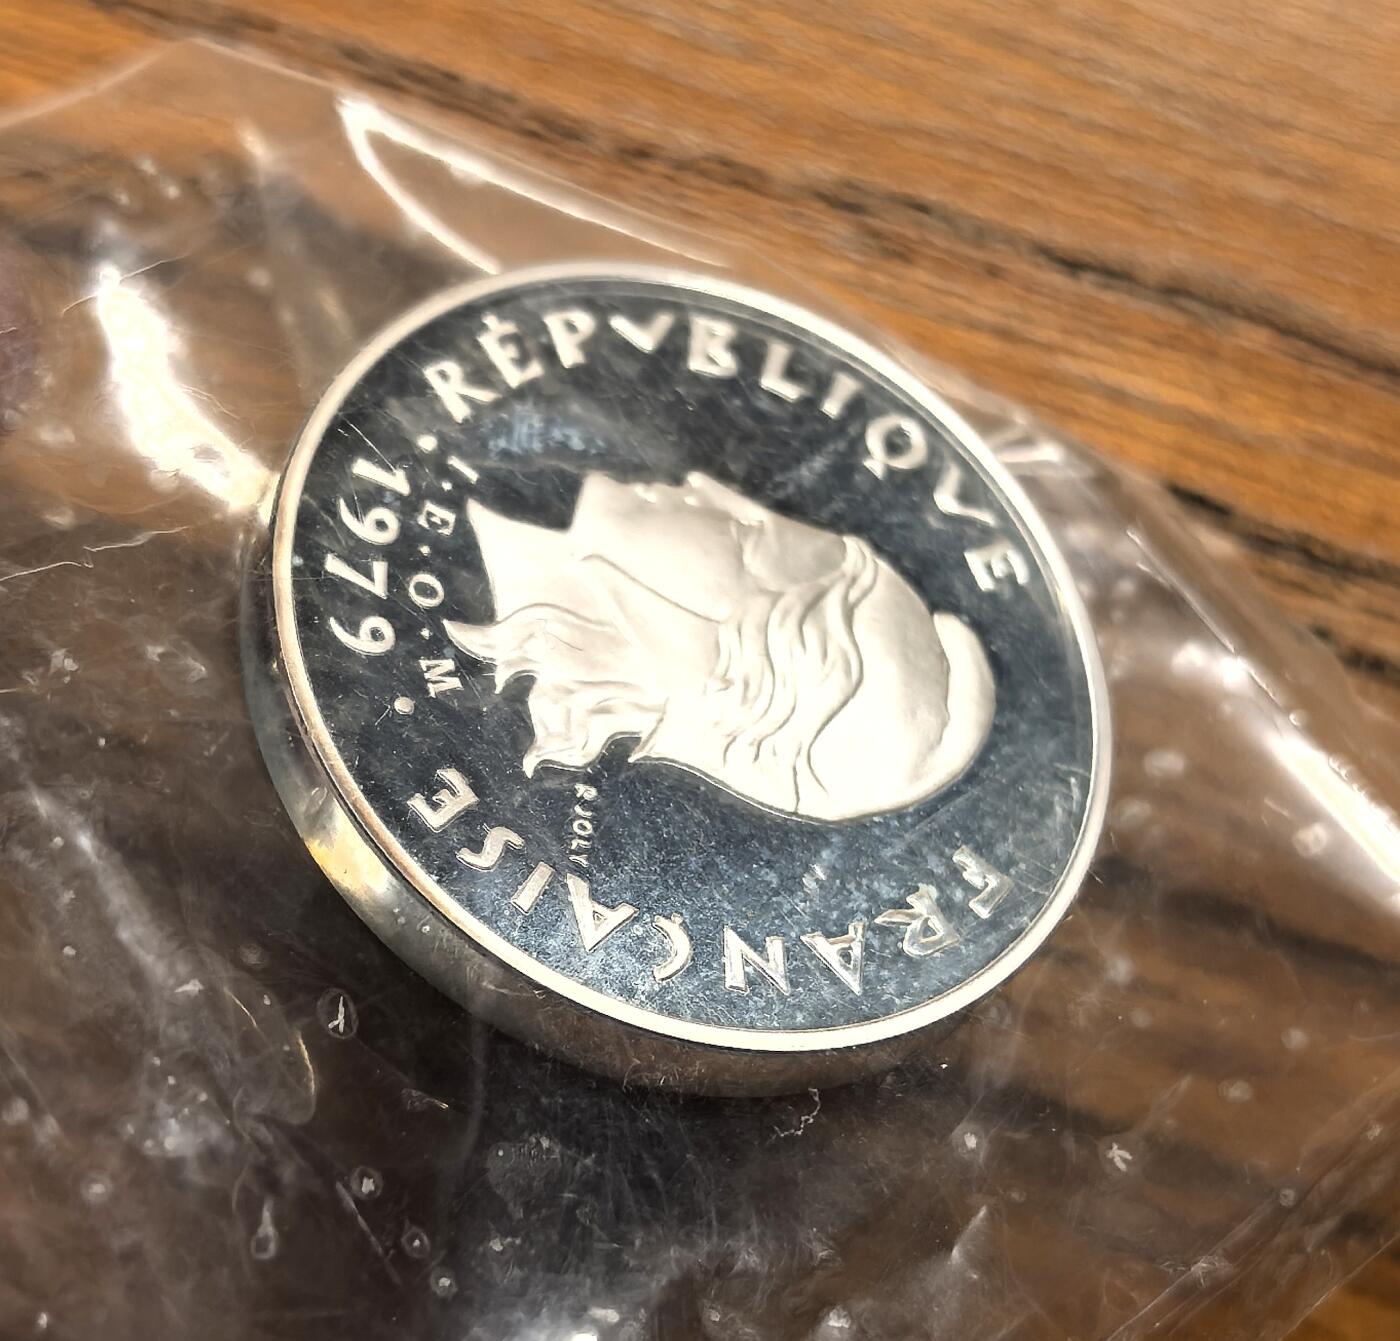 RÉPVBLIQVE FRANÇAISE
· 1979 ·
I.E.O.M
R.JOLY